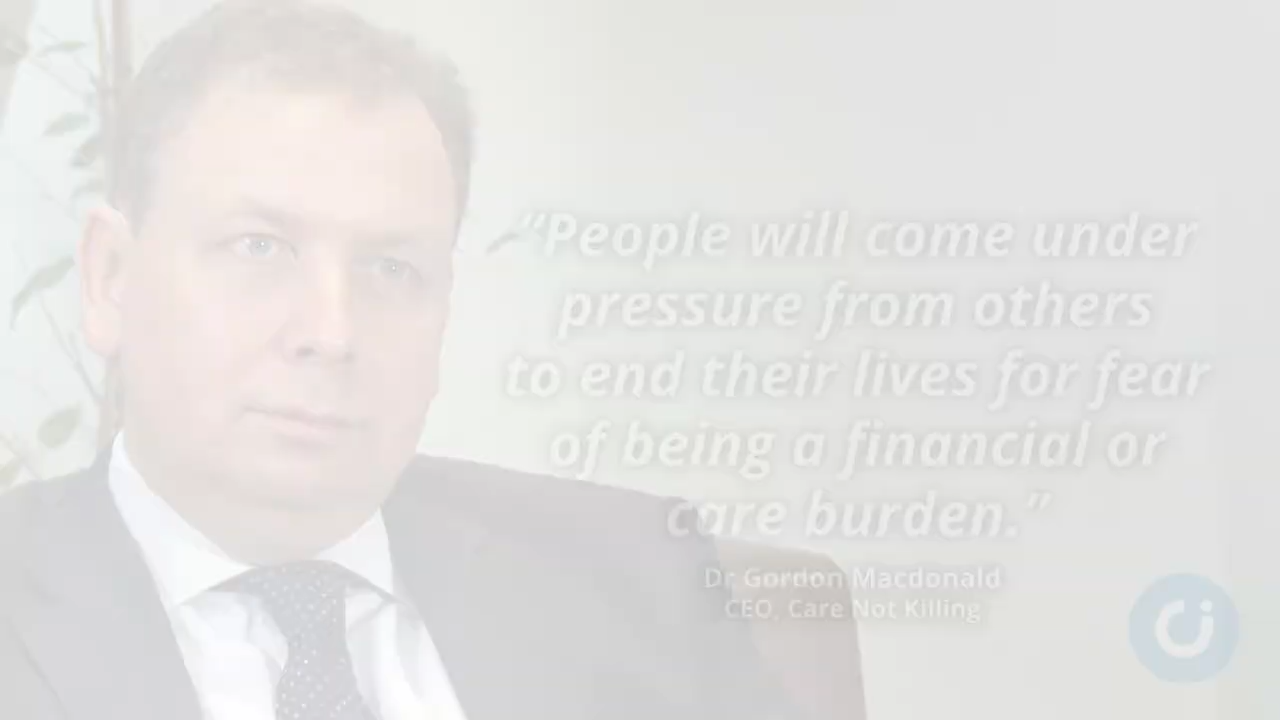 “People will come under
pressure from others
to end their lives for fear
of being a financial or
care burden.”
Dr Gordon Macdonald
CEO, Care Not Killing